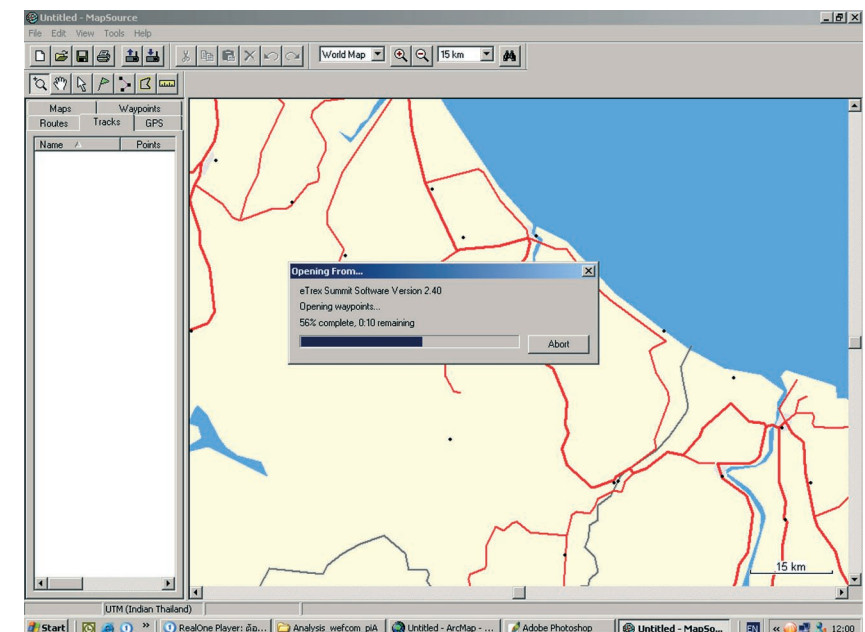 Untitled - MapSource
File Edit View Tools Help
World Map 15 km
Maps Waypoints
Routes Tracks GPS
Name Points
Opening From...
eTrex Summit Software Version 2.40
Opening waypoints...
56% complete, 0:10 remaining
Abort
15 km
UTM (Indian Thailand)
Start RealOne Player: Analysis_wefcom_piA Untitled - ArcMap - ... Adobe Photoshop Untitled - MapSo... EN 12:00